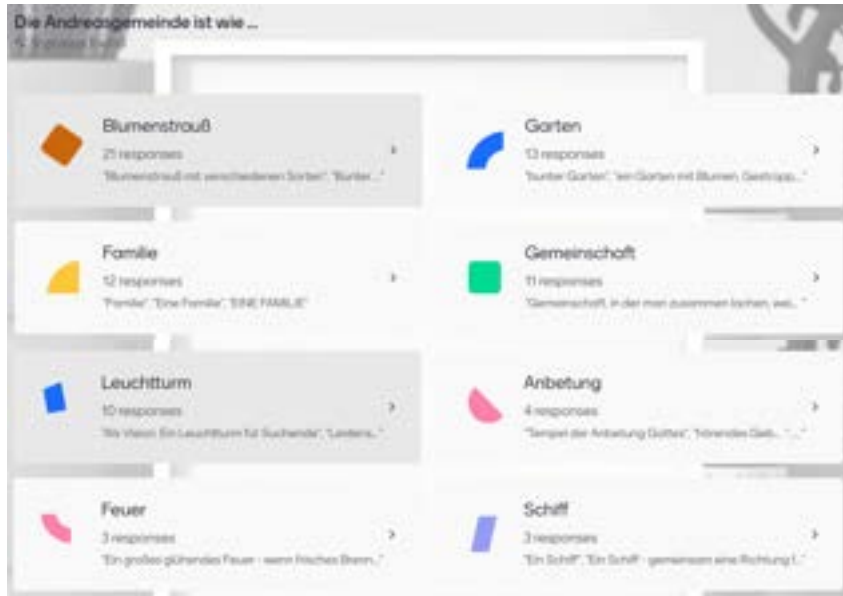 Die Andreasgemeinde ist wie ...
Blumenstrauß
21 responses
"Blumenstrauß mit verschiedenen Sorten", "Bunter..."
Garten
13 responses
"bunter Garten", "ein Garten mit Blumen, Gestrüpp..."
Familie
12 responses
"Familie", "Eine Familie", "EINE FAMILIE"
Gemeinschaft
11 responses
"Gemeinschaft, in der man zusammen lachen, wei..."
Leuchtturm
10 responses
Vision: Ein Leuchtturm für Suchende",
Anbetung
4 responses
"Tempel der Anbetung Gottes", "hörendes
Feuer
3 responses
"Ein großes glühendes Feuer - wenn frisches Brenn..."
Schiff
3 responses
"Ein Schiff", "Ein Schiff - gemeinsam eine Richtung